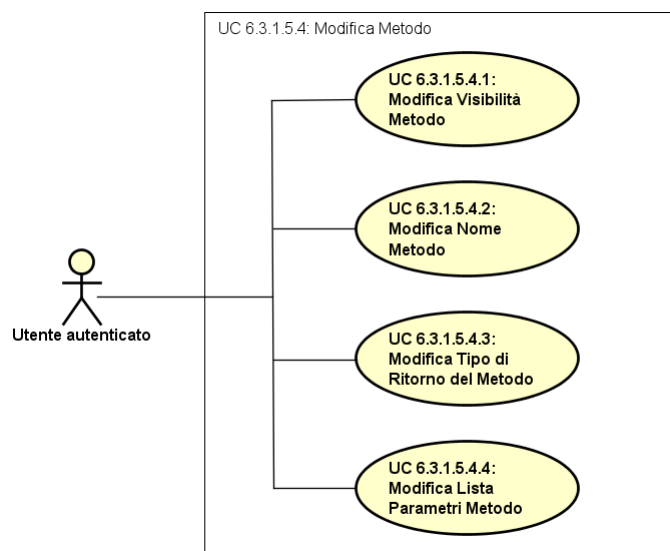 UC 6.3.1.5.4: Modifica Metodo
UC 6.3.1.5.4.1:
Modifica Visibilità
Metodo
UC 6.3.1.5.4.2:
Modifica Nome
Metodo
Utente autenticato
UC 6.3.1.5.4.3:
Modifica Tipo di
Ritorno del Metodo
UC 6.3.1.5.4.4:
Modifica Lista
Parametri Metodo